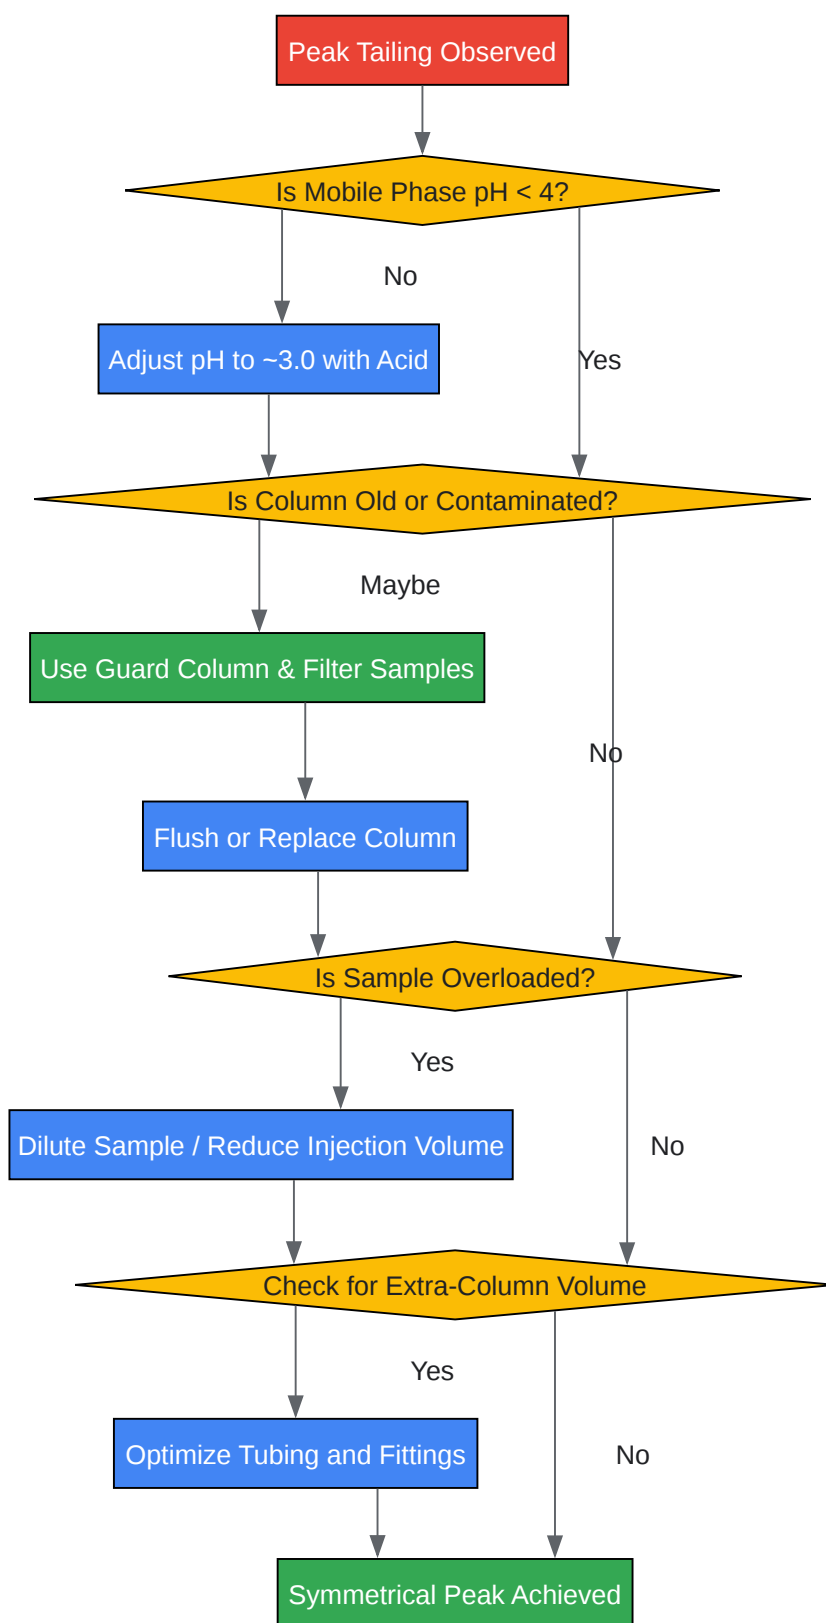 Peak Tailing Observed
Is Mobile Phase pH < 4?
No
Adjust pH to ~3.0 with Acid
Yes
Is Column Old or Contaminated?
Maybe
Use Guard Column & Filter Samples
No
Flush or Replace Column
Is Sample Overloaded?
Yes
Dilute Sample / Reduce Injection Volume
No
Check for Extra-Column Volume
Yes
Optimize Tubing and Fittings
No
Symmetrical Peak Achieved